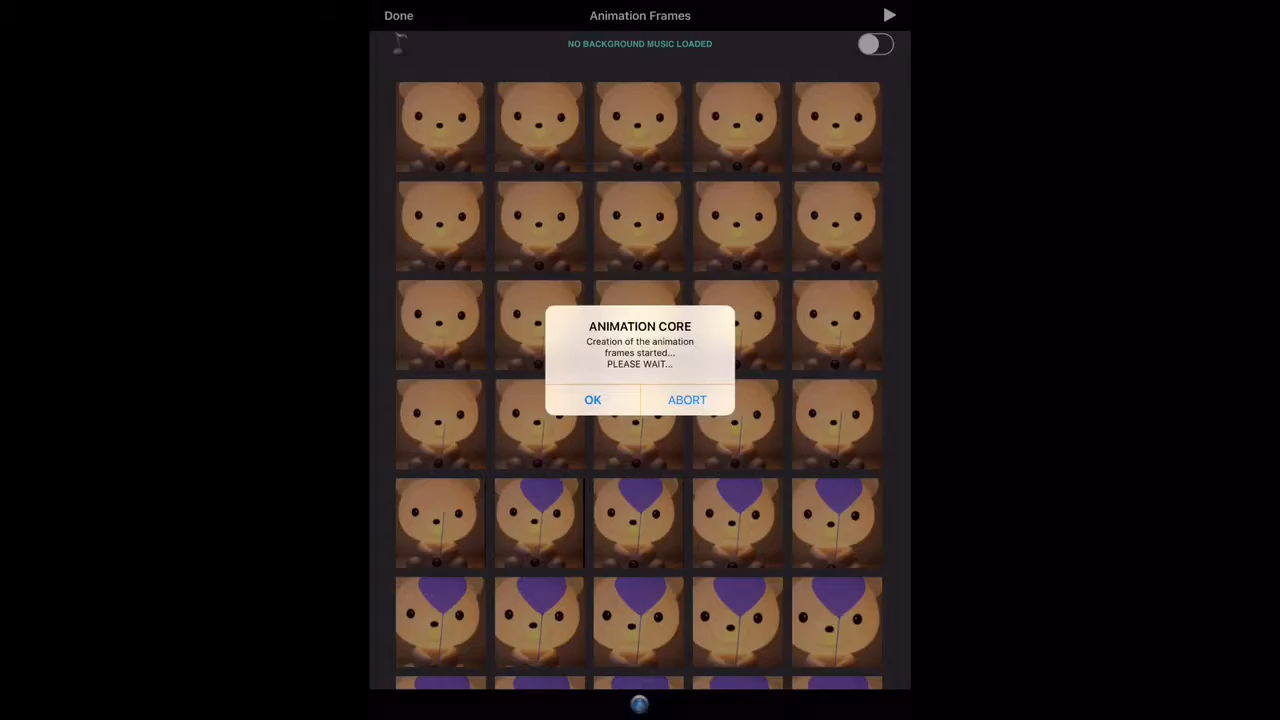 Done
Animation Frames
NO BACKGROUND MUSIC LOADED
ANIMATION CORE
Creation of the animation
frames started...
PLEASE WAIT...
OK
ABORT